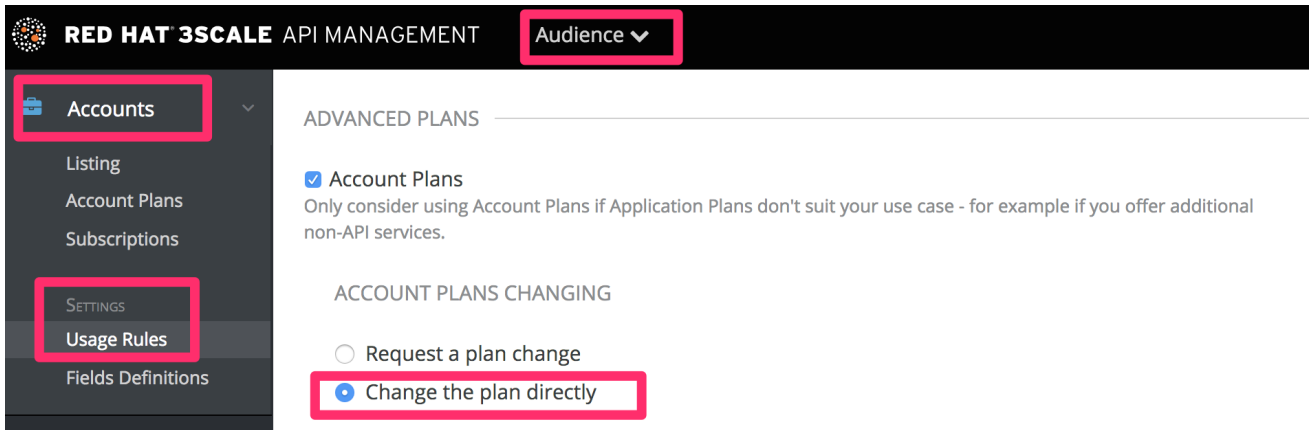 RED HAT® 3SCALE API MANAGEMENT
Audience
Accounts
Listing
Account Plans
Subscriptions
SETTINGS
Usage Rules
Fields Definitions
ADVANCED PLANS
Account Plans
Only consider using Account Plans if Application Plans don't suit your use case - for example if you offer additional
non-API services.
ACCOUNT PLANS CHANGING
Request a plan change
Change the plan directly